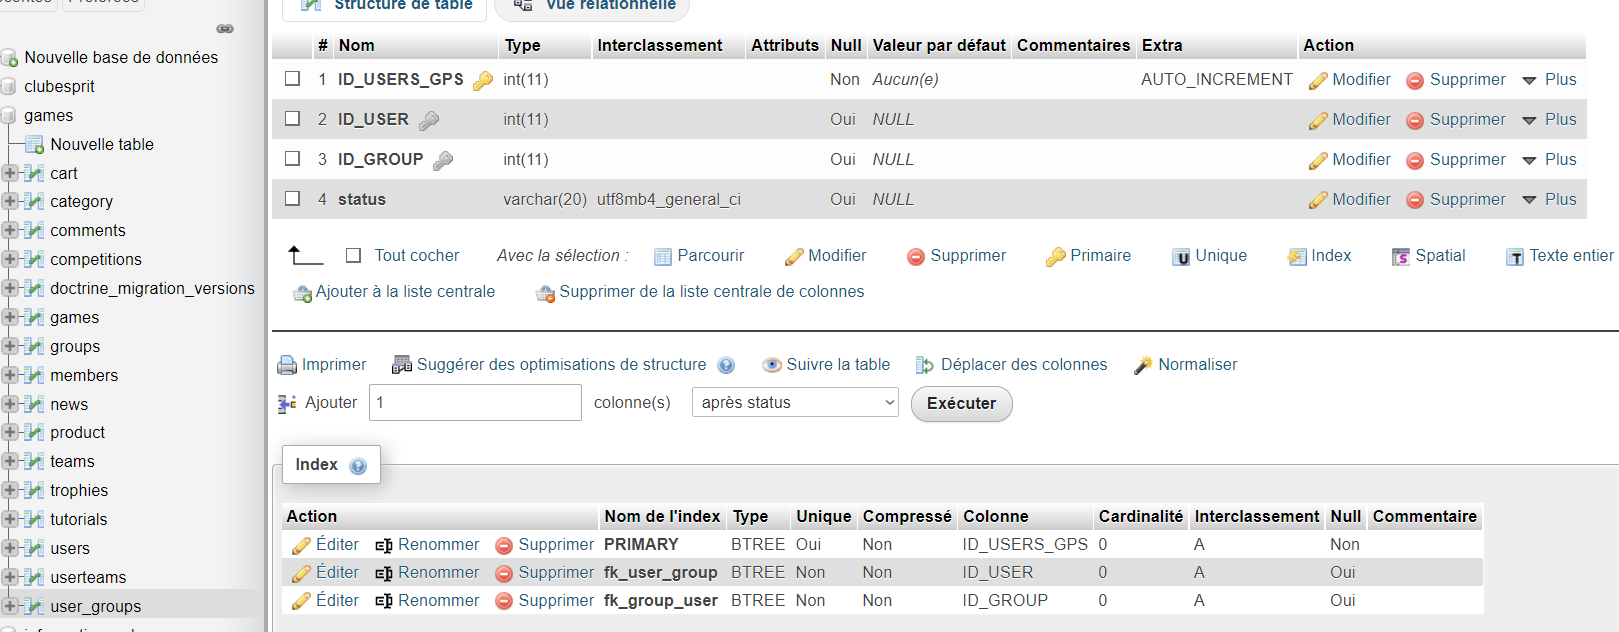 Préférées
Structure de table
Vue relationnelle
Nouvelle base de données
clubesprit
games
Nouvelle table
cart
category
comments
competitions
doctrine_migration_versions
games
groups
members
news
product
teams
trophies
tutorials
users
userteams
user_groups
# Nom Type Interclassement Attributs Null Valeur par défaut Commentaires Extra Action
1 ID_USERS_GPS int(11) Non Aucun(e) AUTO_INCREMENT Modifier Supprimer Plus
2 ID_USER int(11) Oui NULL Modifier Supprimer Plus
3 ID_GROUP int(11) Oui NULL Modifier Supprimer Plus
4 status varchar(20) utf8mb4_general_ci Oui NULL Modifier Supprimer Plus
Tout cocher Avec la sélection : Parcourir Modifier Supprimer Primaire Unique Index Spatial Texte entier
Ajouter à la liste centrale Supprimer de la liste centrale de colonnes
Imprimer Suggérer des optimisations de structure Suivre la table Déplacer des colonnes Normaliser
Ajouter 1 colonne(s) après status Exécuter
Index
Action Nom de l'index Type Unique Compressé Colonne Cardinalité Interclassement Null Commentaire
Éditer Renommer Supprimer PRIMARY BTREE Oui Non ID_USERS_GPS 0 A Non
Éditer Renommer Supprimer fk_user_group BTREE Non Non ID_USER 0 A Oui
Éditer Renommer Supprimer fk_group_user BTREE Non Non ID_GROUP 0 A Oui